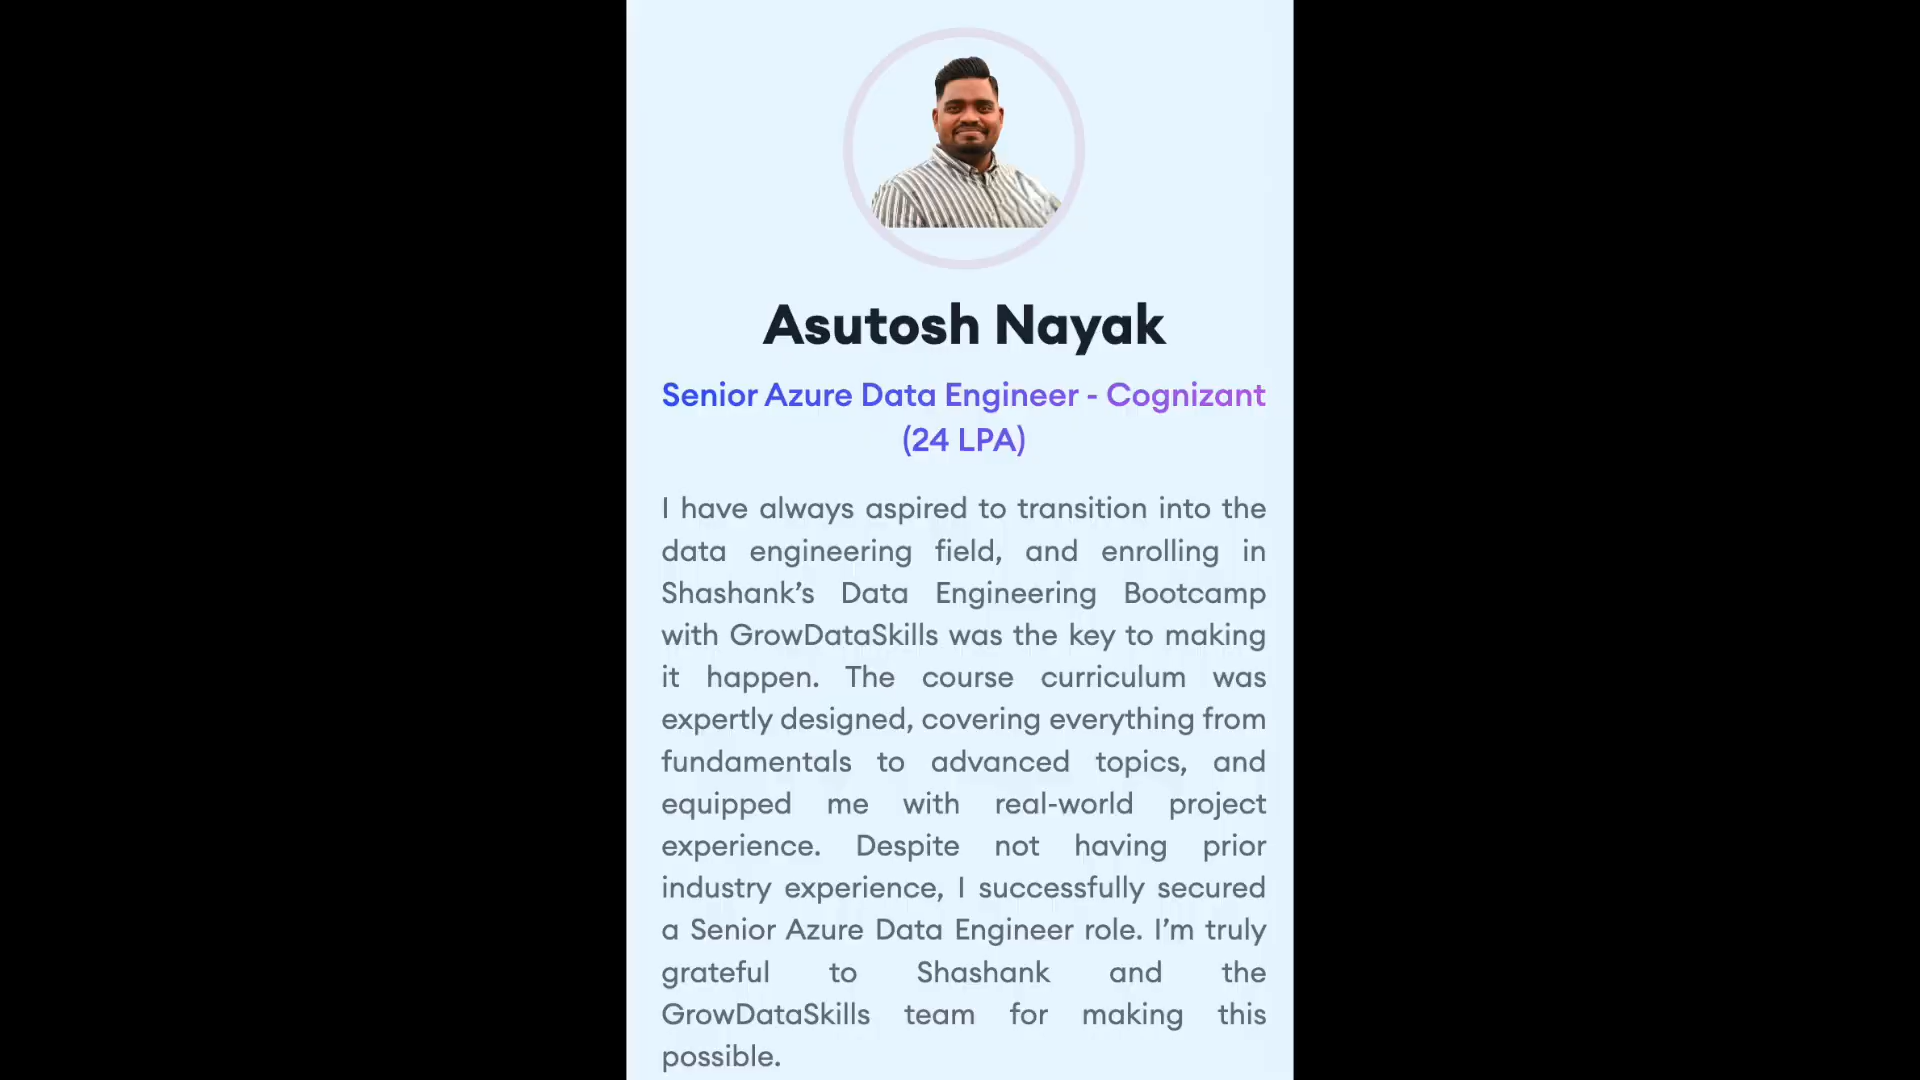 Asutosh Nayak
Senior Azure Data Engineer - Cognizant
(24 LPA)
I have always aspired to transition into the
data engineering field, and enrolling in
Shashank’s Data Engineering Bootcamp
with GrowDataSkills was the key to making
it happen. The course curriculum was
expertly designed, covering everything from
fundamentals to advanced topics, and
equipped me with real-world project
experience. Despite not having prior
industry experience, I successfully secured
a Senior Azure Data Engineer role. I’m truly
grateful to Shashank and the
GrowDataSkills team for making this
possible.